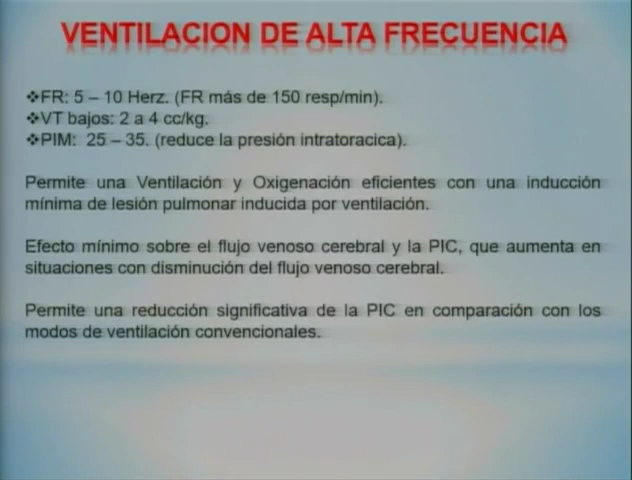 VENTILACION DE ALTA FRECUENCIA
❖FR: 5 – 10 Herz. (FR más de 150 resp/min).
❖VT bajos: 2 a 4 cc/kg.
❖PIM: 25 – 35. (reduce la presión intratoracica).
Permite una Ventilación y Oxigenación eficientes con una inducción
mínima de lesión pulmonar inducida por ventilación.
Efecto mínimo sobre el flujo venoso cerebral y la PIC, que aumenta en
situaciones con disminución del flujo venoso cerebral.
Permite una reducción significativa de la PIC en comparación con los
modos de ventilación convencionales.